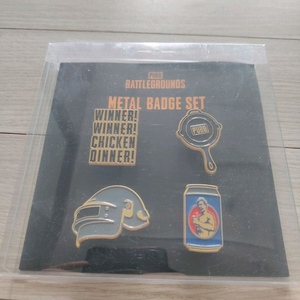 PUBG
BATTLEGROUNDS
METAL BADGE SET
WINNER!
WINNER!
CHICKEN
DINNER!
PUBG